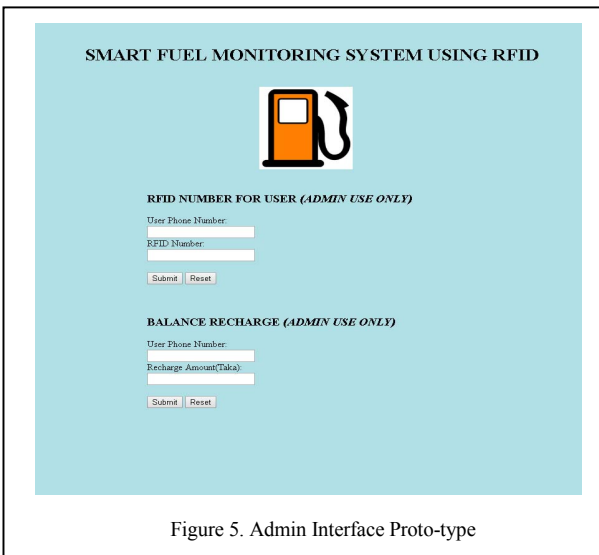 SMART FUEL MONITORING SYSTEM USING RFID
RFID NUMBER FOR USER (ADMIN USE ONLY)
User Phone Number:
RFID Number:
Submit Reset
BALANCE RECHARGE (ADMIN USE ONLY)
User Phone Number:
Recharge Amount(Taka):
Submit Reset
Figure 5. Admin Interface Proto-type